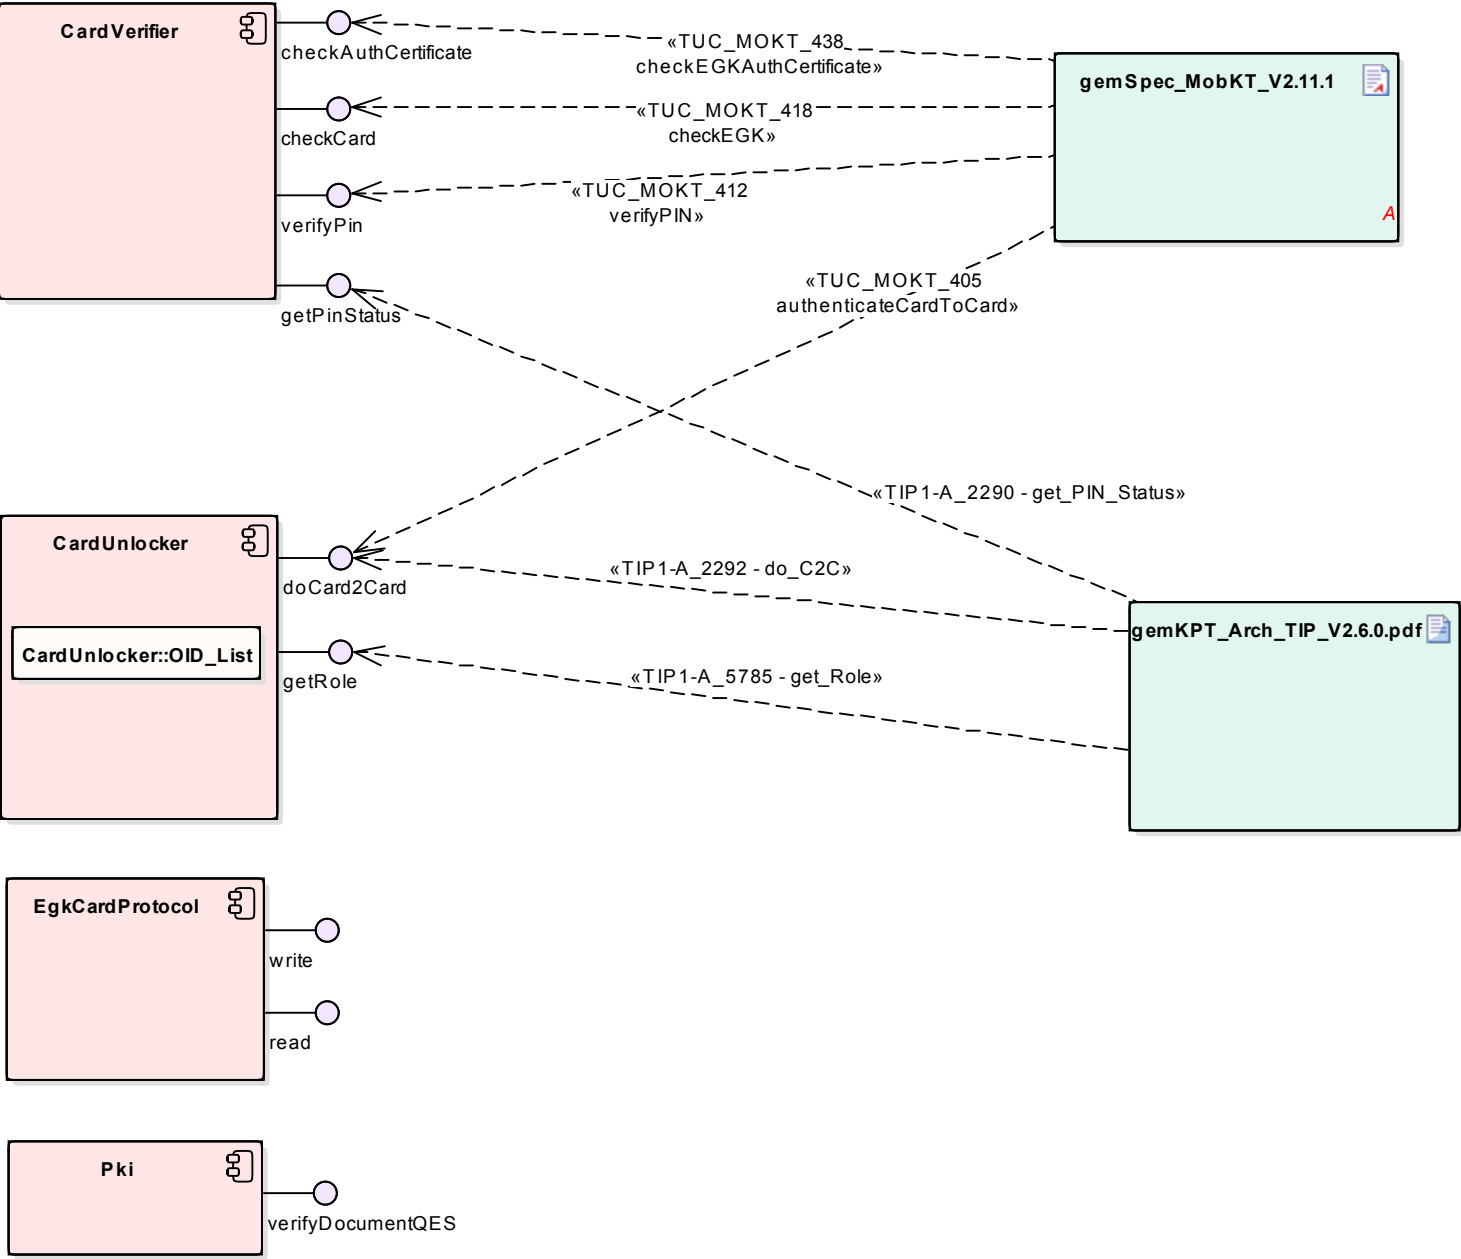 CardVerifier
checkAuthCertificate
checkCard
verifyPin
getPinStatus
«TUC_MOKT_438
checkEGKAuthCertificate»
«TUC_MOKT_418
checkEGK»
«TUC_MOKT_412
verifyPIN»
«TUC_MOKT_405
authenticateCardToCard»
gemSpec_MobKT_V2.11.1
A
«TIP1-A_2290 - get_PIN_Status»
CardUnlocker
CardUnlocker::OID_List
doCard2Card
getRole
«TIP1-A_2292 - do_C2C»
«TIP1-A_5785 - get_Role»
gemKPT_Arch_TIP_V2.6.0.pdf
EgkCardProtocol
write
read
Pki
verifyDocumentQES